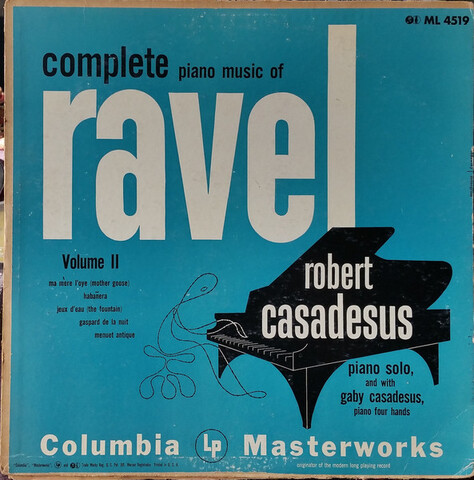 ML 4519
complete piano music of
ravel
Volume II
ma mère l'oye (mother goose)
habanera
jeux d'eau (the fountain)
gaspard de la nuit
menuet antique
robert
casadesus
piano solo,
and with
gaby casadesus,
piano four hands
Columbia Lp Masterworks
originator of the modern long playing record